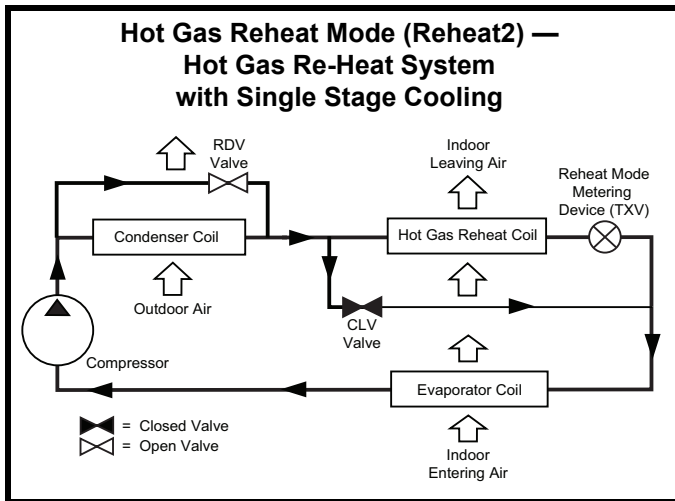 Hot Gas Reheat Mode (Reheat2) —
Hot Gas Re-Heat System
with Single Stage Cooling
RDV
Valve
Indoor
Leaving Air
Reheat Mode
Metering
Device (TXV)
Condenser Coil
Hot Gas Reheat Coil
Outdoor Air
CLV
Valve
Compressor
Evaporator Coil
= Closed Valve
= Open Valve
Indoor
Entering Air